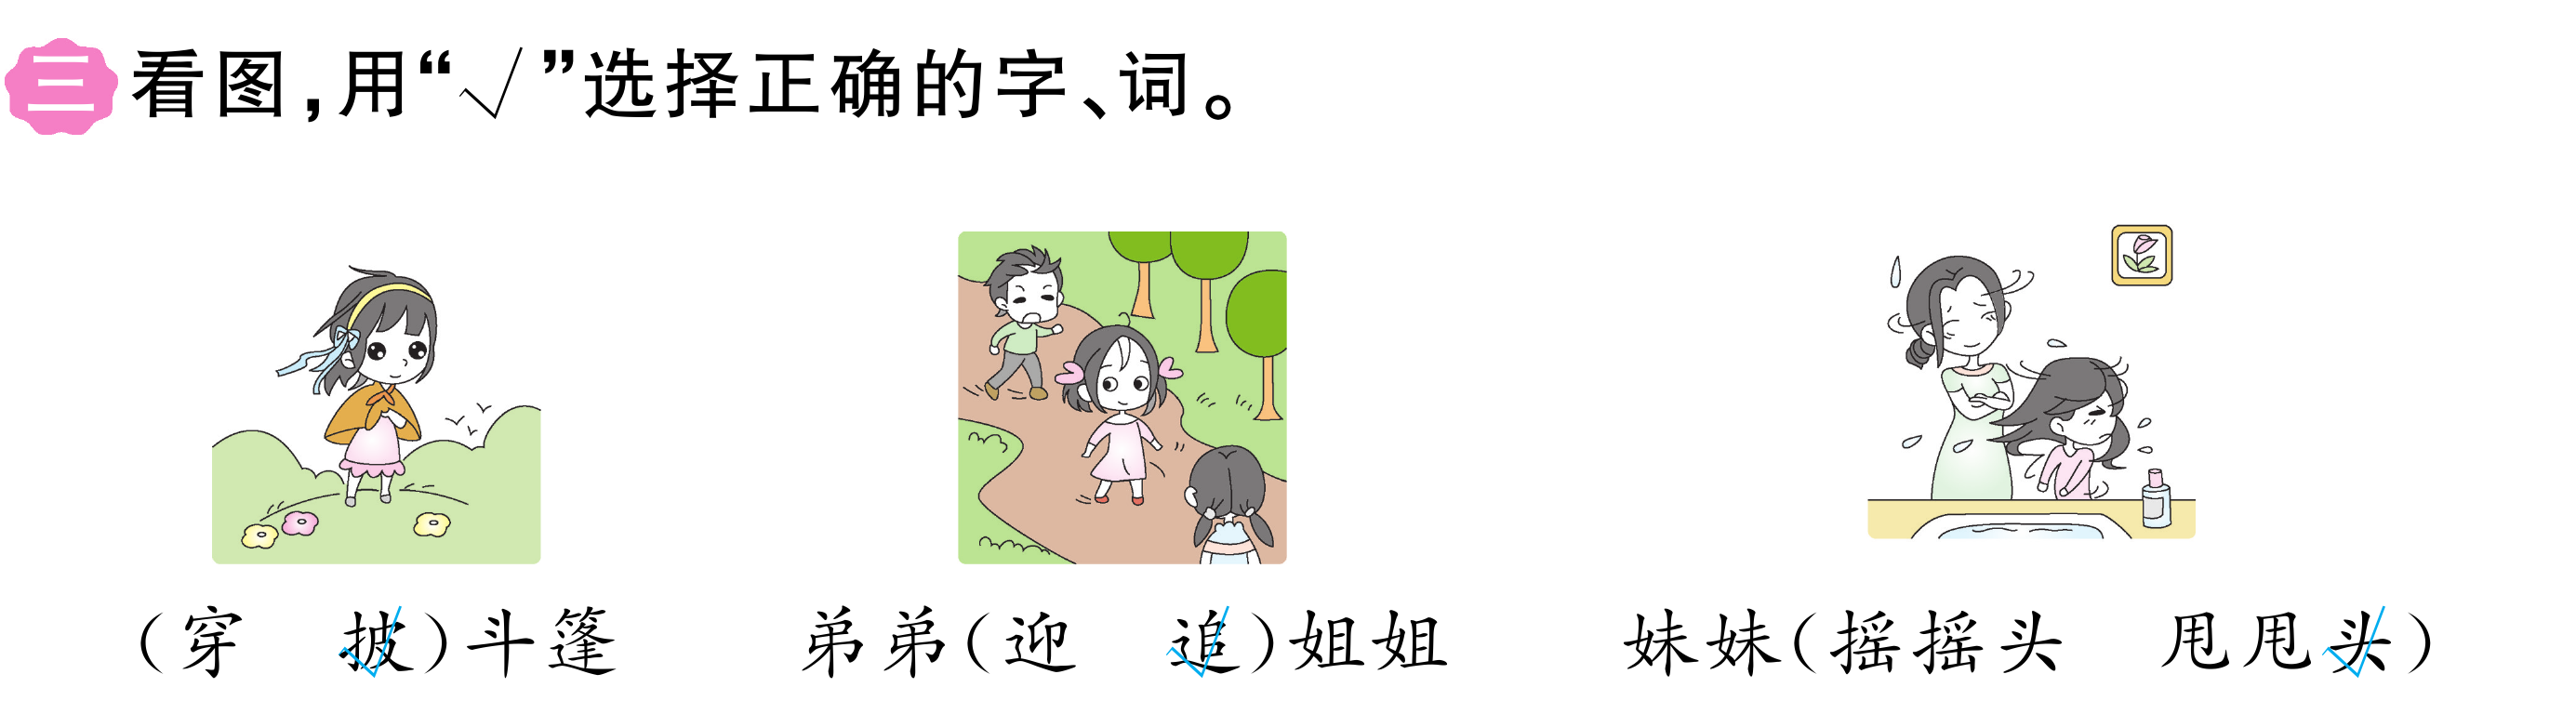 三 看图,用“√”选择正确的字、词。
(穿 披√)斗篷 弟弟(迎 追√)姐姐 妹妹(摇摇头 甩甩头√)